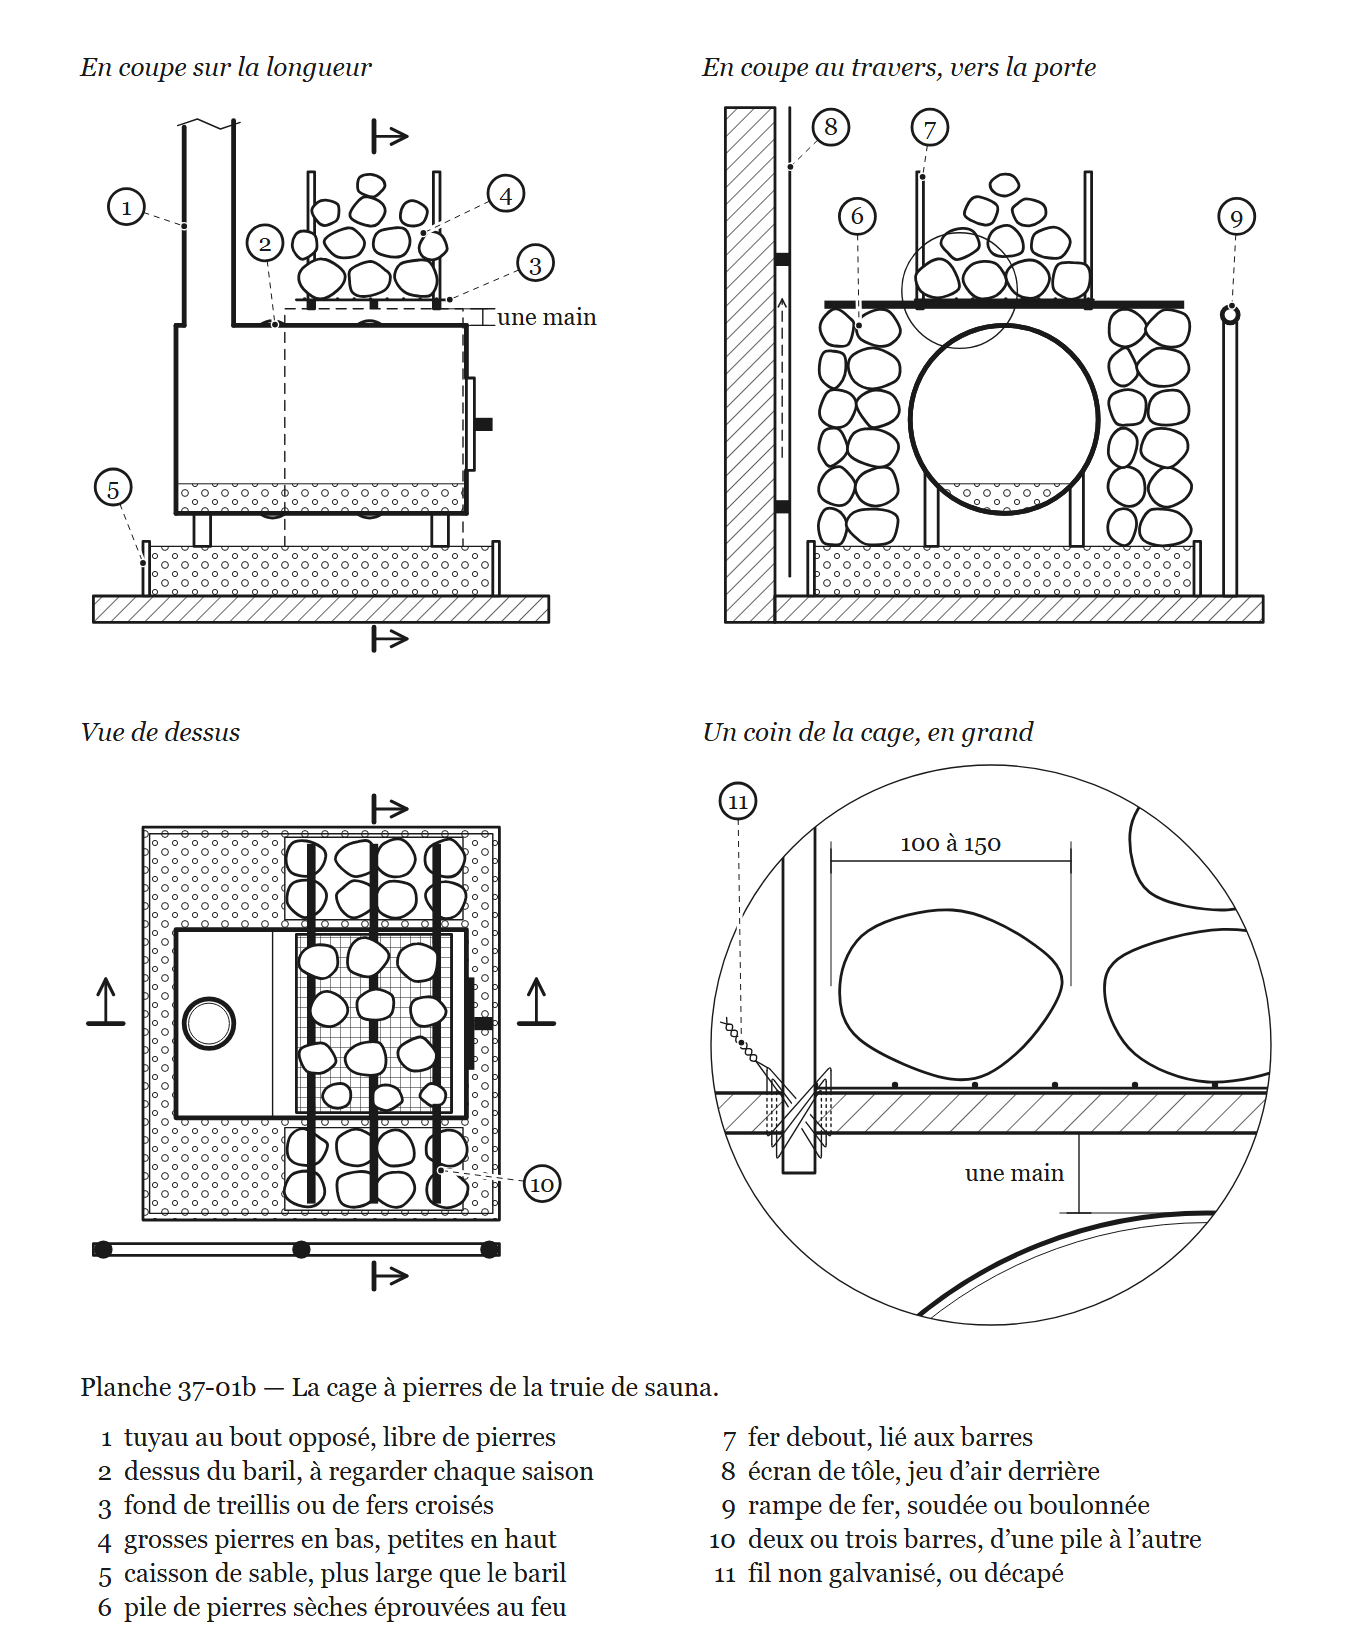 En coupe sur la longueur
En coupe au travers, vers la porte
1
2
3
4
5
une main
6
7
8
9
Vue de dessus
Un coin de la cage, en grand
10
11
100 à 150
une main
Planche 37-01b — La cage à pierres de la truie de sauna.
1 tuyau au bout opposé, libre de pierres
2 dessus du baril, à regarder chaque saison
3 fond de treillis ou de fers croisés
4 grosses pierres en bas, petites en haut
5 caisson de sable, plus large que le baril
6 pile de pierres sèches éprouvées au feu
7 fer debout, lié aux barres
8 écran de tôle, jeu d’air derrière
9 rampe de fer, soudée ou boulonnée
10 deux ou trois barres, d’une pile à l’autre
11 fil non galvanisé, ou décapé